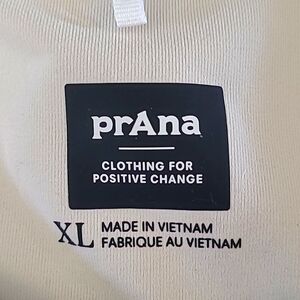 prAna
CLOTHING FOR
POSITIVE CHANGE
XL MADE IN VIETNAM
FABRIQUE AU VIETNAM